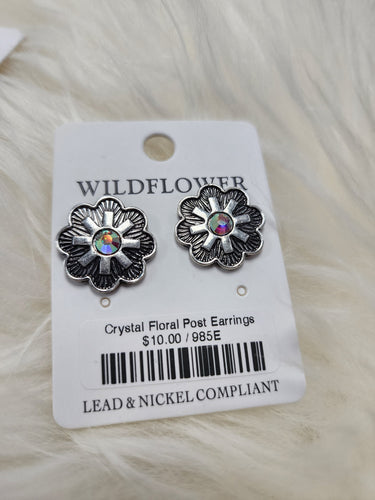 WILDFLOWER
Crystal Floral Post Earrings
$10.00 / 985E
LEAD & NICKEL COMPLIANT